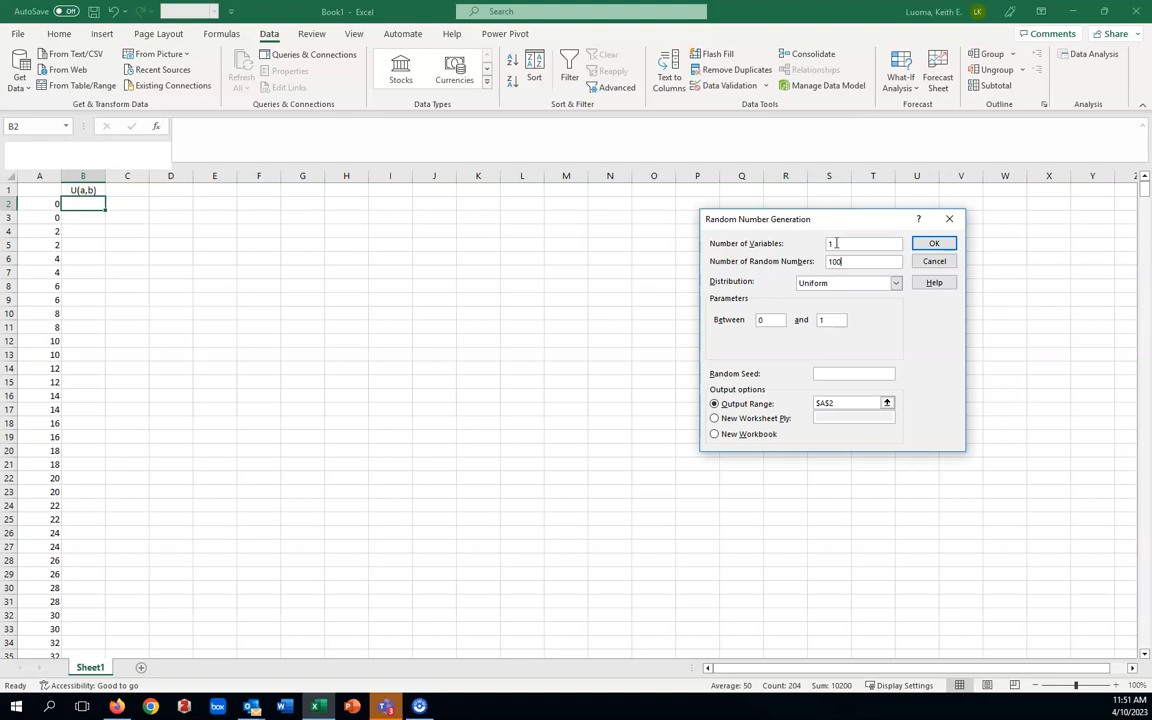 AutoSave Off
Book1 - Excel
Search
Luoma, Keith E.
LK
File Home Insert Page Layout Formulas Data Review View Automate Help Power Pivot
Comments Share
Get Data
From Text/CSV
From Web
From Table/Range
From Picture
Recent Sources
Existing Connections
Get & Transform Data
Refresh All
Queries & Connections
Properties
Edit Links
Queries & Connections
Stocks
Currencies
Data Types
Sort
Filter
Clear
Reapply
Advanced
Sort & Filter
Text to Columns
Flash Fill
Remove Duplicates
Data Validation
Consolidate
Relationships
Manage Data Model
Data Tools
What-If Analysis
Forecast Sheet
Forecast
Group
Ungroup
Subtotal
Outline
Data Analysis
Analysis
B2 fx
A B C D E F G H I J K L M N O P Q R S T U V W X Y Z
1 U(a,b)
2 0
3 0
4 2
5 2
6 4
7 4
8 6
9 6
10 8
11 8
12 10
13 10
14 12
15 12
16 14
17 14
18 16
19 16
20 18
21 18
22 20
23 20
24 22
25 22
26 24
27 24
28 26
29 26
30 28
31 28
32 30
33 30
34 32
35 32
Random Number Generation ?
Number of Variables: 1 OK
Number of Random Numbers: 100 Cancel
Distribution: Uniform Help
Parameters
Between 0 and 1
Random Seed:
Output options
Output Range: $A$2
New Worksheet Ply:
New Workbook
Sheet1
Ready Accessibility: Good to go Average: 50 Count: 204 Sum: 10200 Display Settings 100%
11:51 AM
4/10/2023